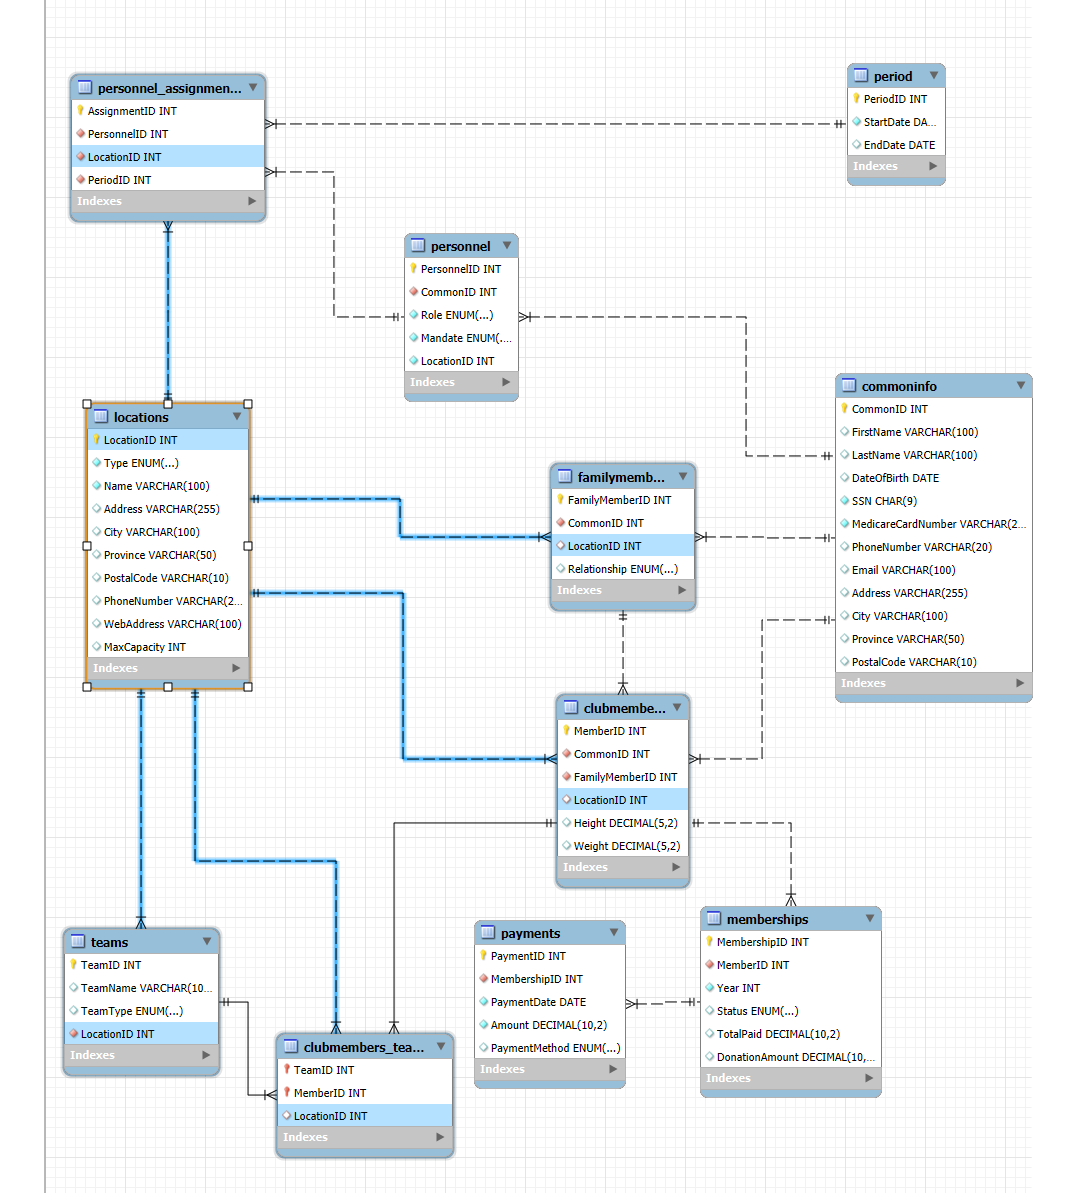 personnel_assignmen...
AssignmentID INT
PersonnelID INT
LocationID INT
PeriodID INT
Indexes
period
PeriodID INT
StartDate DA...
EndDate DATE
Indexes
personnel
PersonnelID INT
CommonID INT
Role ENUM(...)
Mandate ENUM(....
LocationID INT
Indexes
commoninfo
CommonID INT
FirstName VARCHAR(100)
LastName VARCHAR(100)
DateOfBirth DATE
SSN CHAR(9)
MedicareCardNumber VARCHAR(2...
PhoneNumber VARCHAR(20)
Email VARCHAR(100)
Address VARCHAR(255)
City VARCHAR(100)
Province VARCHAR(50)
PostalCode VARCHAR(10)
Indexes
locations
LocationID INT
Type ENUM(...)
Name VARCHAR(100)
Address VARCHAR(255)
City VARCHAR(100)
Province VARCHAR(50)
PostalCode VARCHAR(10)
PhoneNumber VARCHAR(2...
WebAddress VARCHAR(100)
MaxCapacity INT
Indexes
familymemb...
FamilyMemberID INT
CommonID INT
LocationID INT
Relationship ENUM(...)
Indexes
clubmembe...
MemberID INT
CommonID INT
FamilyMemberID INT
LocationID INT
Height DECIMAL(5,2)
Weight DECIMAL(5,2)
Indexes
teams
TeamID INT
TeamName VARCHAR(10...
TeamType ENUM(...)
LocationID INT
Indexes
payments
PaymentID INT
MembershipID INT
PaymentDate DATE
Amount DECIMAL(10,2)
PaymentMethod ENUM(...)
Indexes
memberships
MembershipID INT
MemberID INT
Year INT
Status ENUM(...)
TotalPaid DECIMAL(10,2)
DonationAmount DECIMAL(10,...
Indexes
clubmembers_tea...
TeamID INT
MemberID INT
LocationID INT
Indexes